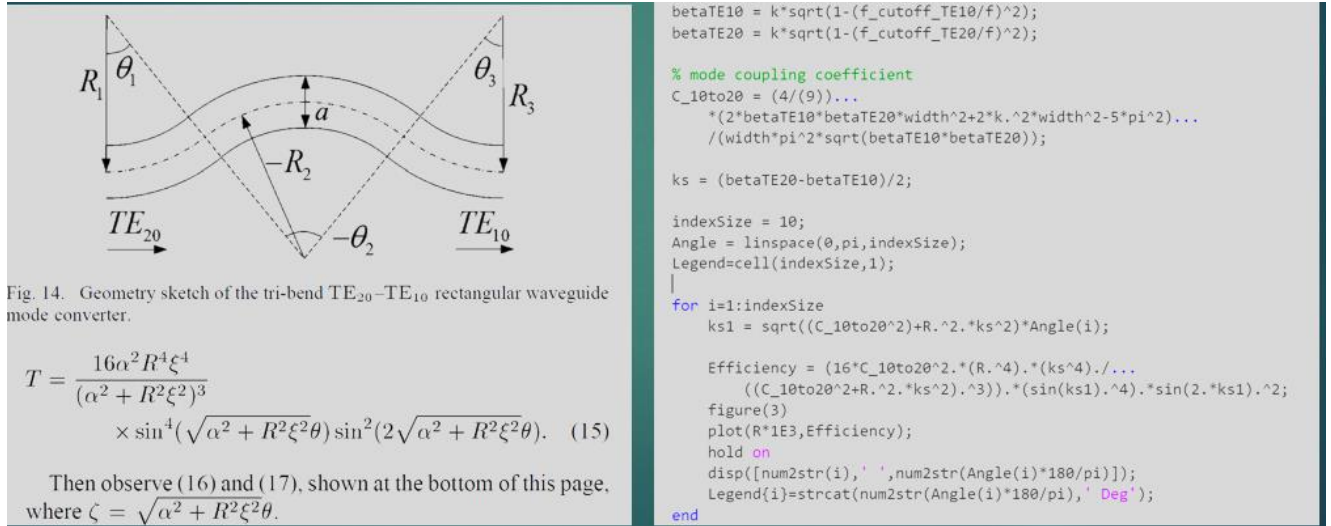 R₁
θ₁
θ₃
R₃
a
−R₂
TE₂₀
−θ₂
TE₁₀
Fig. 14. Geometry sketch of the tri-bend TE₂₀–TE₁₀ rectangular waveguide
mode converter.
T = 16α²R⁴ξ⁴ / (α² + R²ξ²)³
× sin⁴(√(α² + R²ξ²)θ) sin²(2√(α² + R²ξ²)θ). (15)
Then observe (16) and (17), shown at the bottom of this page,
where ζ = √(α² + R²ξ²)θ.
betaTE10 = k*sqrt(1-(f_cutoff_TE10/f)^2);
betaTE20 = k*sqrt(1-(f_cutoff_TE20/f)^2);
% mode coupling coefficient
C_10to20 = (4/(9))...
*(2*betaTE10*betaTE20*width^2+2*k.^2*width^2-5*pi^2)...
/(width*pi^2*sqrt(betaTE10*betaTE20));
ks = (betaTE20-betaTE10)/2;
indexSize = 10;
Angle = linspace(0,pi,indexSize);
Legend=cell(indexSize,1);
for i=1:indexSize
ks1 = sqrt((C_10to20^2)+R.^2.*ks^2)*Angle(i);
Efficiency = (16*C_10to20^2.*(R.^4).*(ks^4)./...
((C_10to20^2+R.^2.*ks^2).^3)).*(sin(ks1).^4).*sin(2.*ks1).^2;
figure(3)
plot(R*1E3,Efficiency);
hold on
disp([num2str(i),' ',num2str(Angle(i)*180/pi)]);
Legend{i}=strcat(num2str(Angle(i)*180/pi),' Deg');
end